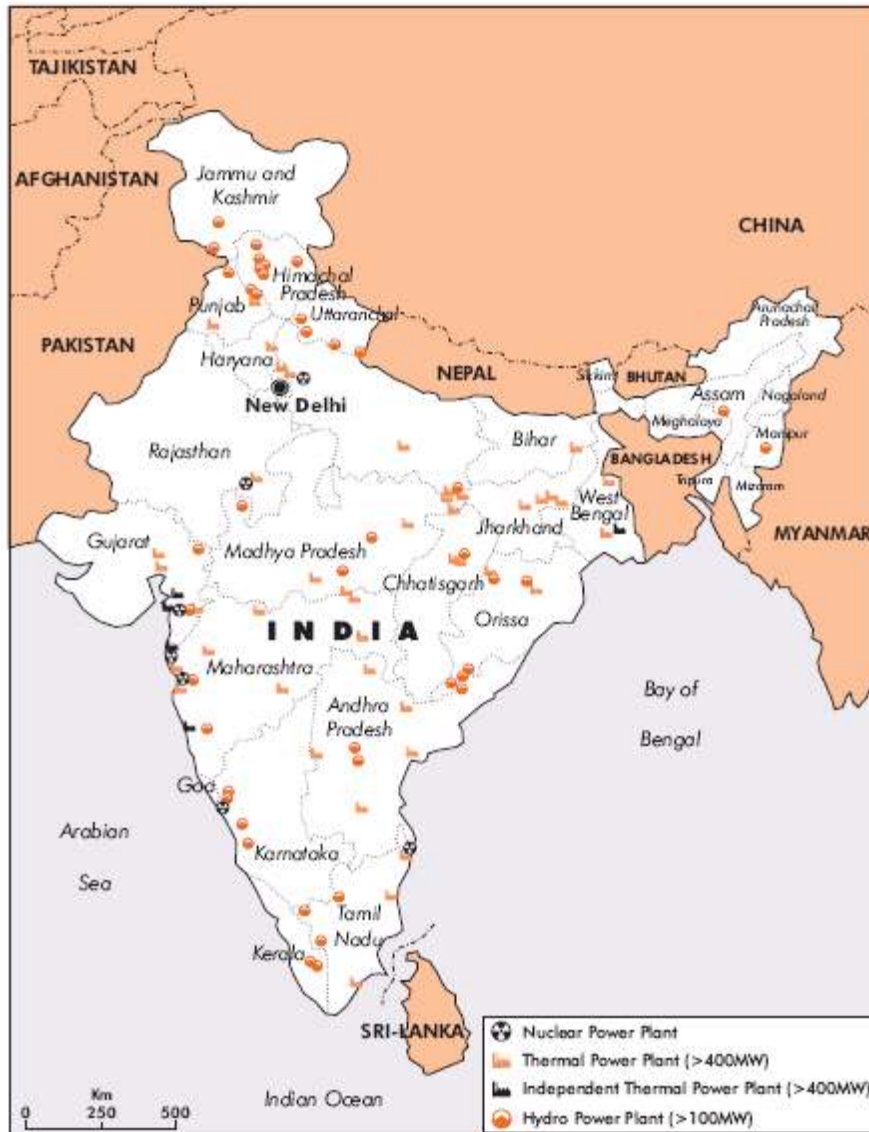 TAJIKISTAN
AFGHANISTAN
Jammu and
Kashmir
CHINA
Himachal
Pradesh
Punjab
Uttaranchal
Arunachal
Pradesh
PAKISTAN
Haryana
NEPAL
Sickim
BHUTAN
New Delhi
Assam
Nagaland
Meghalaya
Bihar
Manipur
BANGLADESH
Rajasthan
Tripura
Mizoram
West
Bengal
Jharkhand
MYANMAR
Gujarat
Madhya Pradesh
Chhatisgarh
Orissa
INDIA
Maharashtra
Andhra
Pradesh
Bay of
Bengal
Goa
Arabian
Sea
Karnataka
Tamil
Nadu
Kerala
SRI-LANKA
Indian Ocean
Km
0 250 500
Nuclear Power Plant
Thermal Power Plant (>400MW)
Independent Thermal Power Plant (>400MW)
Hydro Power Plant (>100MW)